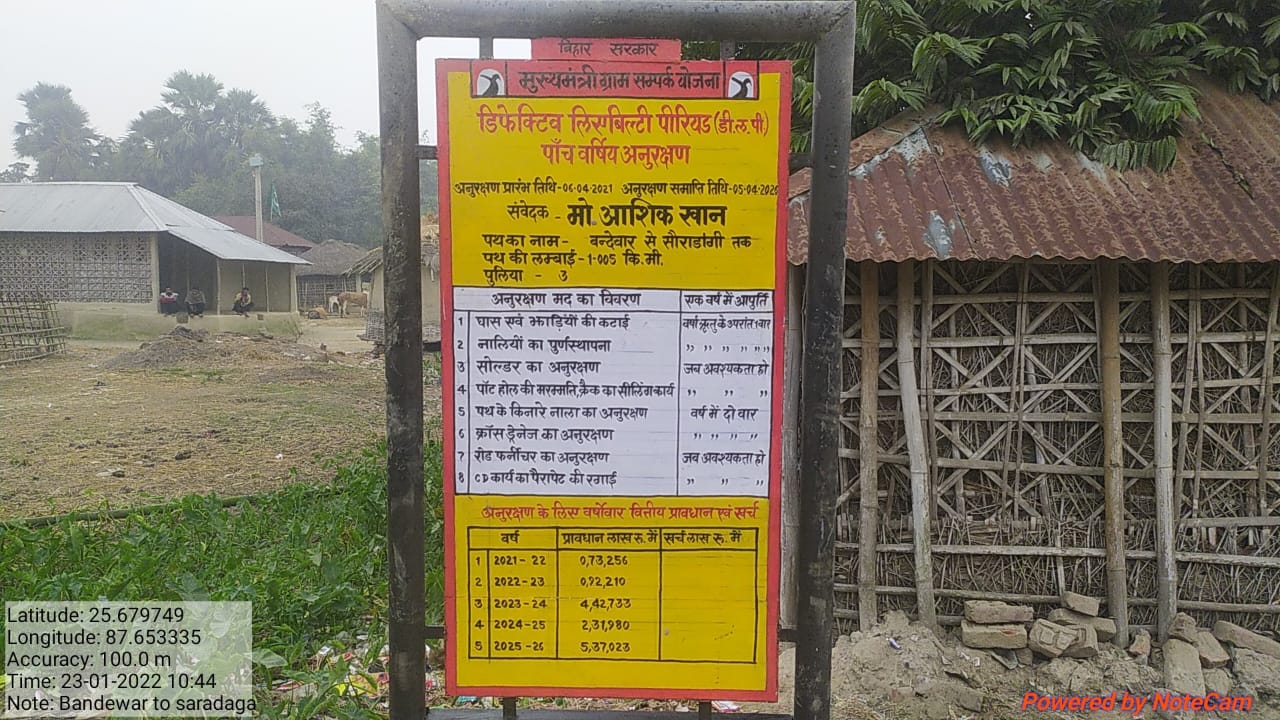 बिहार सरकार
मुख्यमंत्री ग्राम सम्पर्क योजना
डिफेक्टिव लिएबिल्टी पीरियड (डी.ल.पी.)
पाँच वर्षिय अनुरक्षण
अनुरक्षण प्रारंभ तिथि-06.04.2021 अनुरक्षण समाप्ति तिथि-05.04.2026
संवेदक - मो. आशिक खान
पथ का नाम- बन्देवार से सौराडांगी तक
पथ की लम्बाई - 1.005 कि.मी.
पुलिया - 3
अनुरक्षण मद का विवरण एक वर्ष में आपुर्ति
1 घास एवं झाड़ियों की कटाई वर्षा ऋतु के उपरांत 1 वार
2 नालियों का पुर्णस्थापना ,, ,, ,, ,, ,,,,
3 सोल्डर का अनुरक्षण जब अवश्यकता हो
4 पॉट होल की मरम्मति, क्रैक का सीलिंग कार्य ,, ,, ,,
5 पथ के किनारे नाला का अनुरक्षण वर्ष में दो वार
6 क्रॉस ड्रेनेज का अनुरक्षण ,, ,, ,, ,,
7 रोड फर्नीचर का अनुरक्षण जब अवश्यकता हो
8 CD कार्य का पैरापेट की रंगाई ,, ,, ,,
अनुरक्षण के लिए वर्षोवार वित्तीय प्रावधान एवं खर्च
वर्ष प्रावधान लाख रु. में खर्च लाख रु. में
1 2021-22 0,73,256
2 2022-23 0,92,210
3 2023-24 4,42,733
4 2024-25 2,31,980
5 2025-26 5,37,023
Latitude: 25.679749
Longitude: 87.653335
Accuracy: 100.0 m
Time: 23-01-2022 10:44
Note: Bandewar to saradaga
Powered by NoteCam